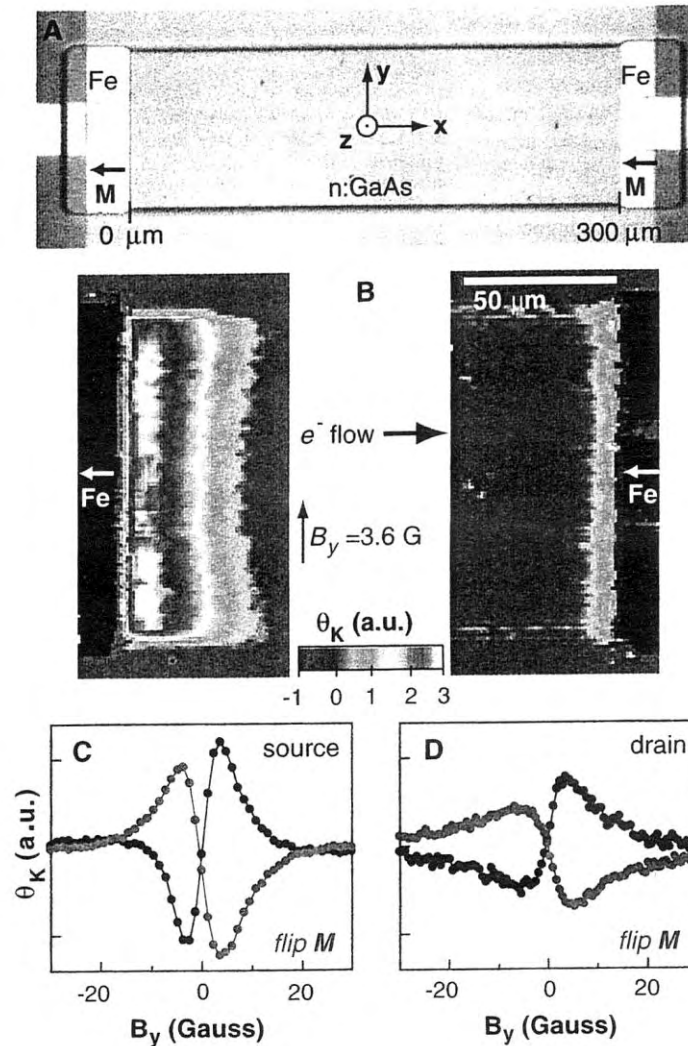 A
Fe
Fe
y
z
x
M
M
n:GaAs
0 μm
300 μm
B
50 μm
e⁻ flow
Fe
Fe
B_y =3.6 G
θ_K (a.u.)
-1 0 1 2 3
C
source
D
drain
θ_K (a.u.)
flip M
flip M
-20 0 20
-20 0 20
B_y (Gauss)
B_y (Gauss)